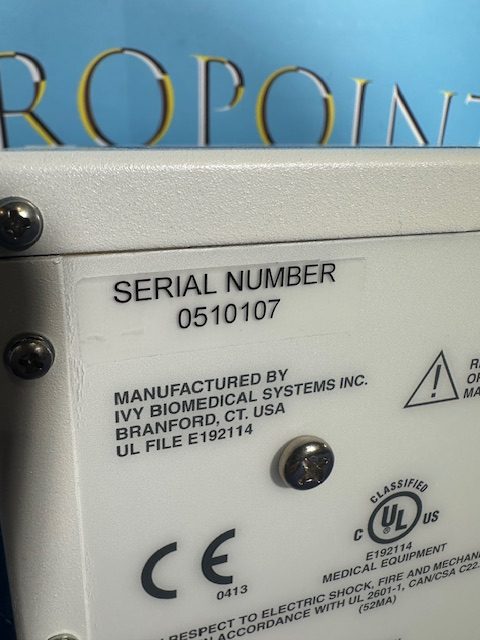 ROPOINT
SERIAL NUMBER
0510107
MANUFACTURED BY
IVY BIOMEDICAL SYSTEMS INC.
BRANFORD, CT. USA
UL FILE E192114
CLASSIFIED
C UL US
E192114
MEDICAL EQUIPMENT
CE
0413
RESPECT TO ELECTRIC SHOCK, FIRE AND
ACCORDANCE WITH UL 2601-1, CAN/CSA C22.
(52MA)